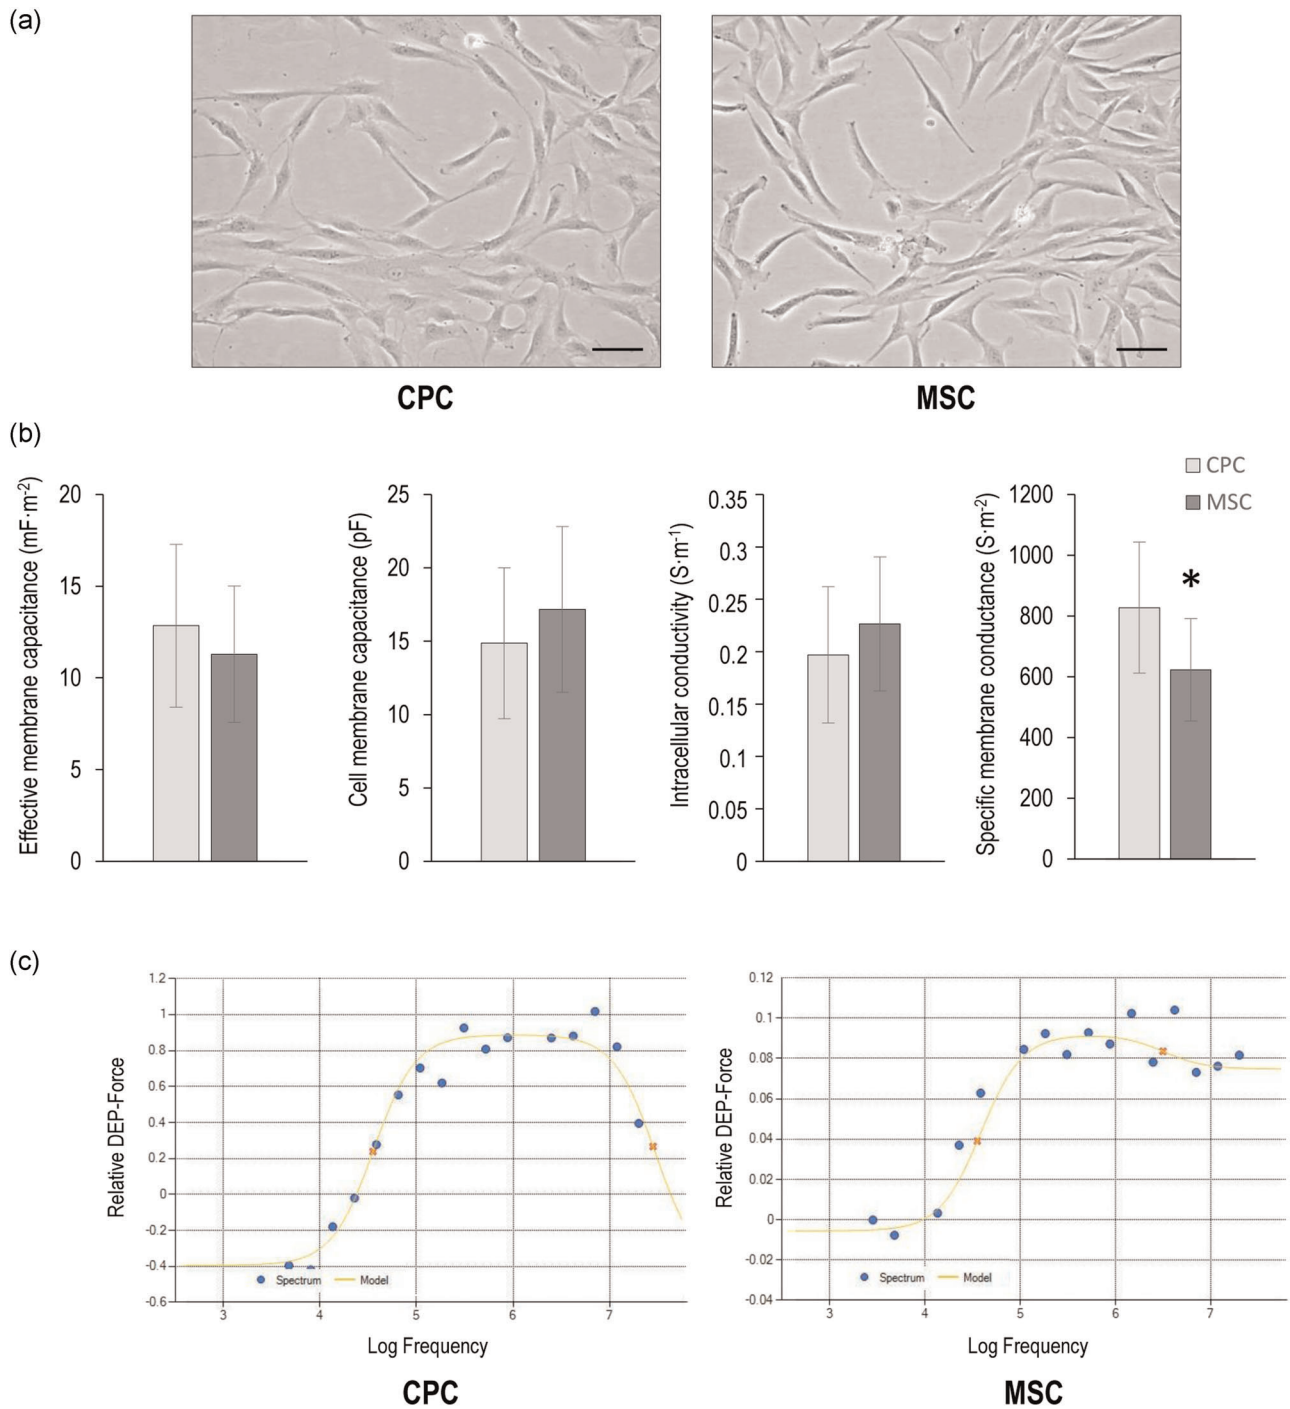 (a)
CPC MSC
(b)
CPC
MSC
Effective membrane capacitance (mF·m-2)
20
15
10
5
0
Cell membrane capacitance (pF)
25
20
15
10
5
0
Intracellular conductivity (S·m-1)
0.35
0.3
0.25
0.2
0.15
0.1
0.05
0
Specific membrane conductance (S·m-2)
1200
1000
800
600
400
200
0
*
(c)
Relative DEP-Force
1.2
1
0.8
0.6
0.4
0.2
0
-0.2
-0.4
-0.6
Spectrum Model
3 4 5 6 7
Log Frequency
CPC
Relative DEP-Force
0.12
0.1
0.08
0.06
0.04
0.02
0
-0.02
-0.04
Spectrum Model
3 4 5 6 7
Log Frequency
MSC